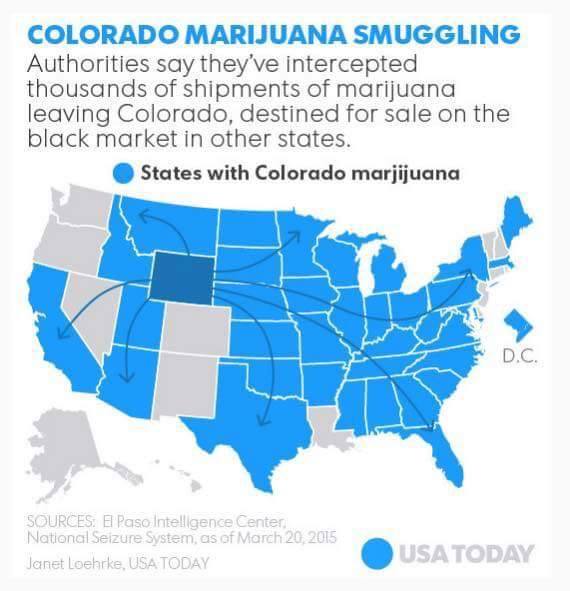 COLORADO MARIJUANA SMUGGLING
Authorities say they've intercepted
thousands of shipments of marijuana
leaving Colorado, destined for sale on the
black market in other states.
States with Colorado marjijuana
D.C.
SOURCES: El Paso Intelligence Center,
National Seizure System, as of March 20, 2015
Janet Loehrke, USA TODAY
USA TODAY